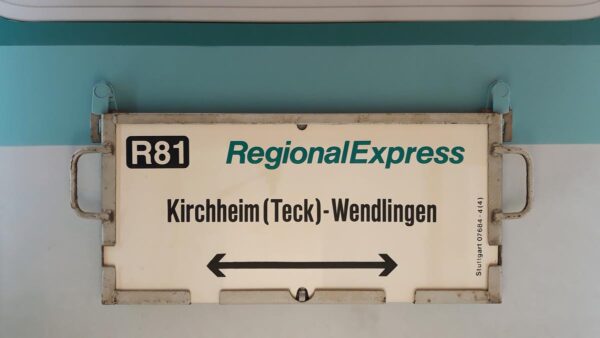 R81 RegionalExpress
Kirchheim (Teck)-Wendlingen
Stuttgart 07684-4(4)